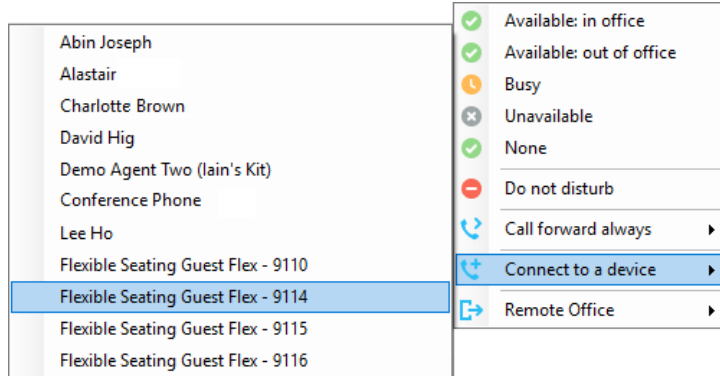 Abin Joseph
Alastair
Charlotte Brown
David Hig
Demo Agent Two (Iain's Kit)
Conference Phone
Lee Ho
Flexible Seating Guest Flex - 9110
Flexible Seating Guest Flex - 9114
Flexible Seating Guest Flex - 9115
Flexible Seating Guest Flex - 9116
Available: in office
Available: out of office
Busy
Unavailable
None
Do not disturb
Call forward always
Connect to a device
Remote Office